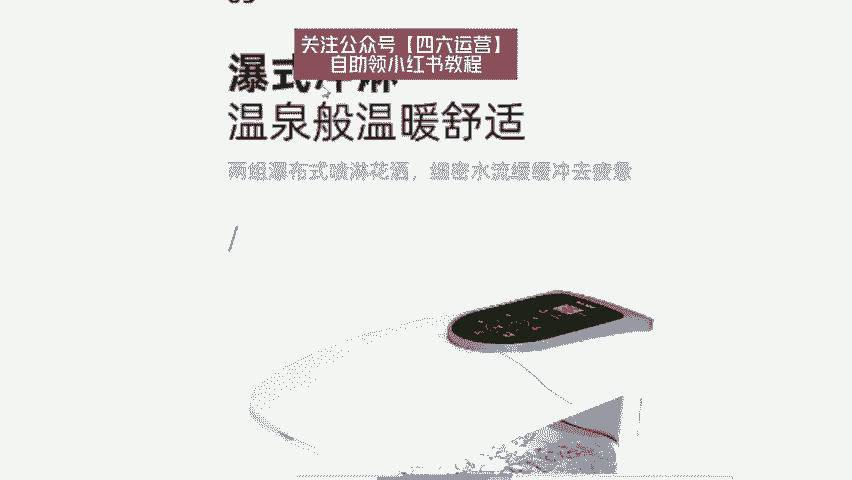 关注公众号【四六运营】
自助领小红书教程
瀑式冲淋
温泉般温暖舒适
两组瀑布式喷淋花洒，细密水流缓缓冲去疲惫
/